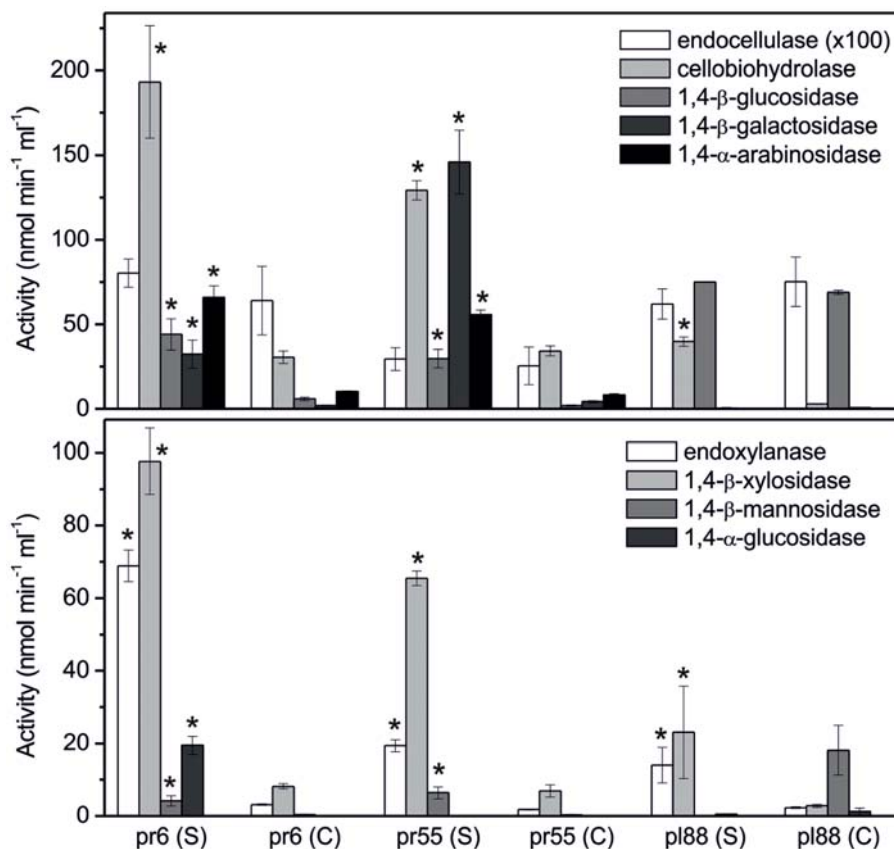 Activity (nmol min⁻¹ ml⁻¹)
200
150
100
50
0
endocellulase (x100)
cellobiohydrolase
1,4-β-glucosidase
1,4-β-galactosidase
1,4-α-arabinosidase
*
*
*
*
*
*
*
*
*
Activity (nmol min⁻¹ ml⁻¹)
100
80
60
40
20
0
endoxylanase
1,4-β-xylosidase
1,4-β-mannosidase
1,4-α-glucosidase
*
*
*
*
*
*
*
*
*
pr6 (S) pr6 (C) pr55 (S) pr55 (C) pl88 (S) pl88 (C)